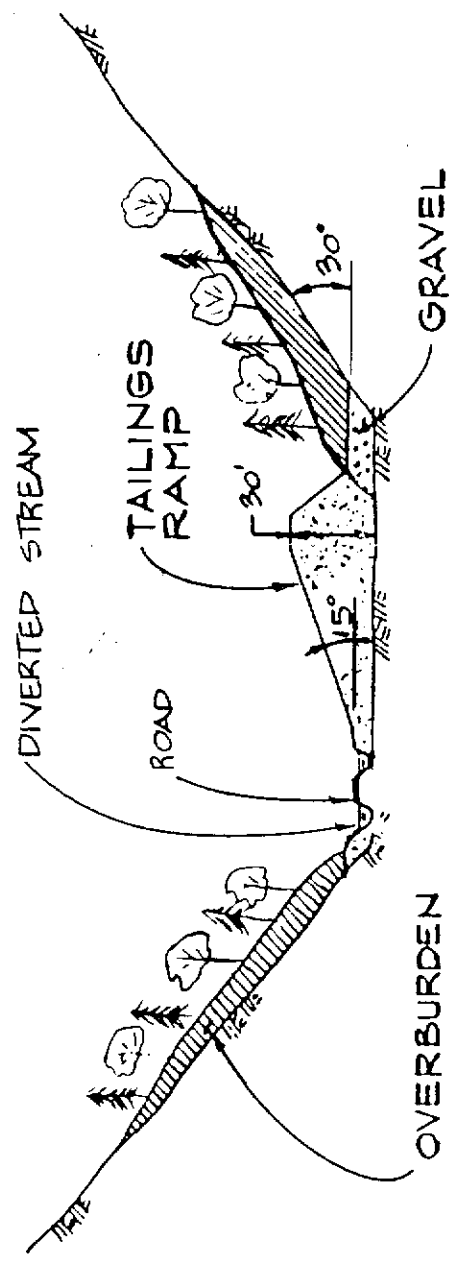 DIVERTED STREAM
ROAD
TAILINGS
RAMP
30'
15°
30°
OVERBURDEN
GRAVEL